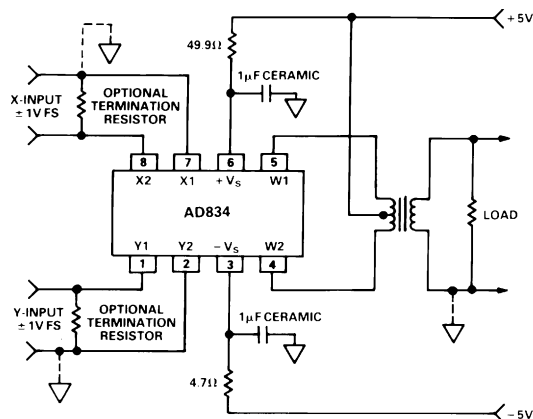 +5V
49.9Ω
1μF CERAMIC
X-INPUT
± 1V FS
OPTIONAL
TERMINATION
RESISTOR
8
7
6
5
X2
X1
+VS
W1
AD834
Y1
Y2
−VS
W2
1
2
3
4
LOAD
Y-INPUT
± 1V FS
OPTIONAL
TERMINATION
RESISTOR
1μF CERAMIC
4.7Ω
−5V